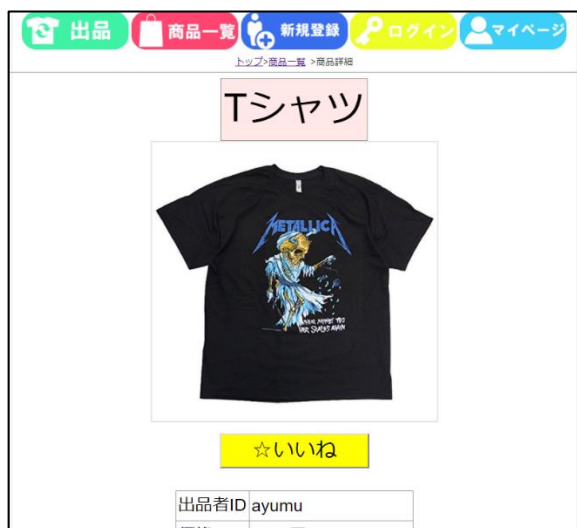 出品
商品一覧
新規登録
ログイン
マイページ
トップ>商品一覧 >商品詳細
Tシャツ
METALLICA
☆いいね
出品者ID ayumu